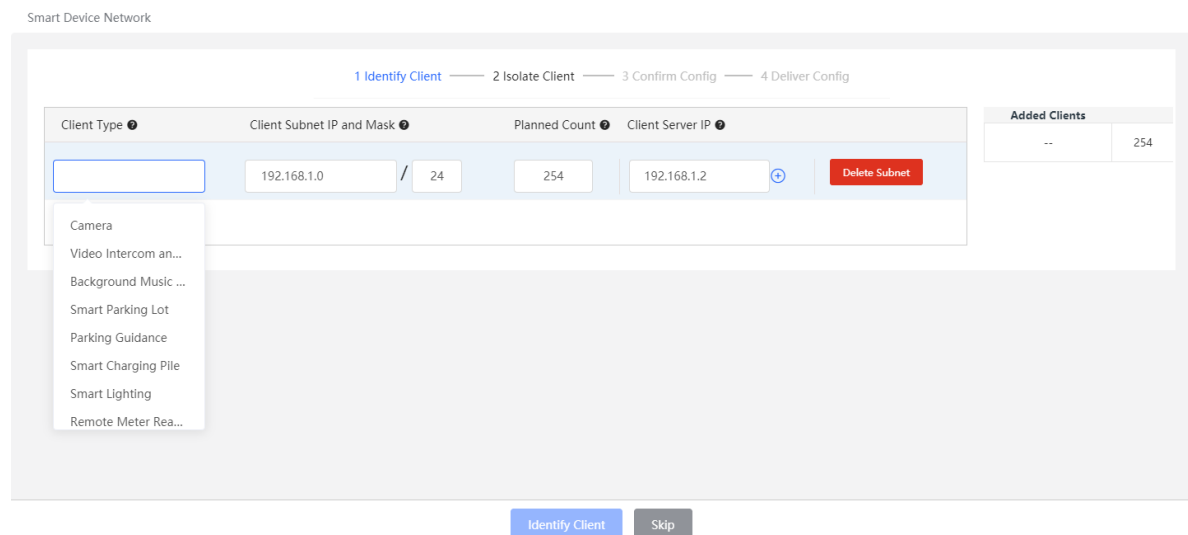 Smart Device Network
1 Identify Client 2 Isolate Client 3 Confirm Config 4 Deliver Config
Client Type Client Subnet IP and Mask Planned Count Client Server IP
192.168.1.0 / 24 254 192.168.1.2 Delete Subnet
Added Clients
-- 254
Camera
Video Intercom an...
Background Music ...
Smart Parking Lot
Parking Guidance
Smart Charging Pile
Smart Lighting
Remote Meter Rea...
Identify Client Skip